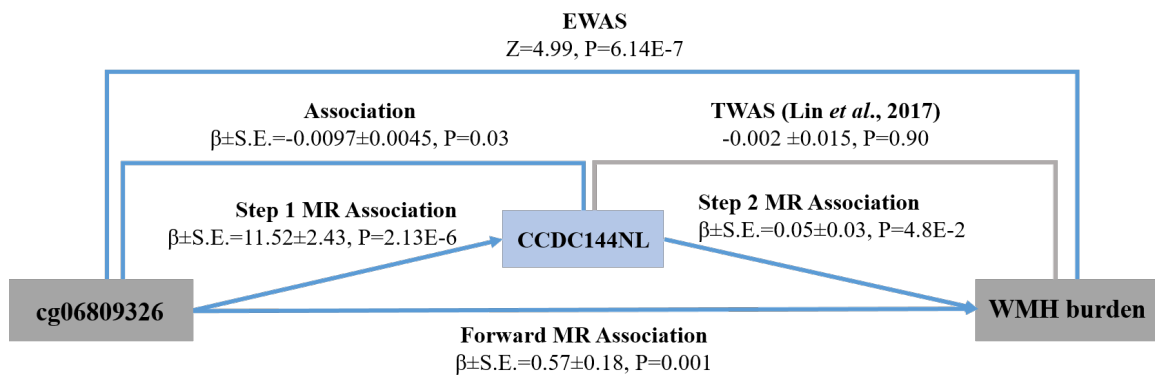 EWAS
Z=4.99, P=6.14E-7
Association
β±S.E.=-0.0097±0.0045, P=0.03
TWAS (Lin et al., 2017)
-0.002 ±0.015, P=0.90
Step 1 MR Association
β±S.E.=11.52±2.43, P=2.13E-6
CCDC144NL
Step 2 MR Association
β±S.E.=0.05±0.03, P=4.8E-2
cg06809326
WMH burden
Forward MR Association
β±S.E.=0.57±0.18, P=0.001